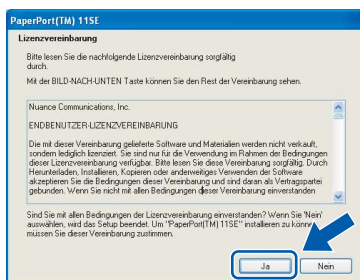 PaperPort(TM) 11SE
Lizenzvereinbarung
Bitte lesen Sie die nachfolgende Lizenzvereinbarung sorgfältig
durch.
Mit der BILD-NACH-UNTEN Taste können Sie den Rest der Vereinbarung sehen.
Nuance Communications, Inc.
ENDBENUTZER-LIZENZVEREINBARUNG
Die mit dieser Vereinbarung gelieferte Software und Materialien werden nicht verkauft,
sondern lediglich lizenziert. Sie sind nur für die Verwendung im Rahmen der Bedingungen
dieser Lizenzvereinbarung verfügbar. Bitte lesen Sie diese Vereinbarung sorgfältig. Durch
Herunterladen, Installieren, Kopieren oder anderweitiges Verwenden der Software
akzeptieren Sie die Bedingungen dieser Vereinbarung und sind daran als Vertragspartei
gebunden. Wenn Sie nicht mit allen Bedingungen dieser Vereinbarung einverstanden
Sind Sie mit allen Bedingungen der Lizenzvereinbarung einverstanden? Wenn Sie 'Nein'
auswählen, wird das Setup beendet. Um "PaperPort(TM) 11SE" installieren zu können,
müssen Sie dieser Vereinbarung zustimmen.
Ja
Nein